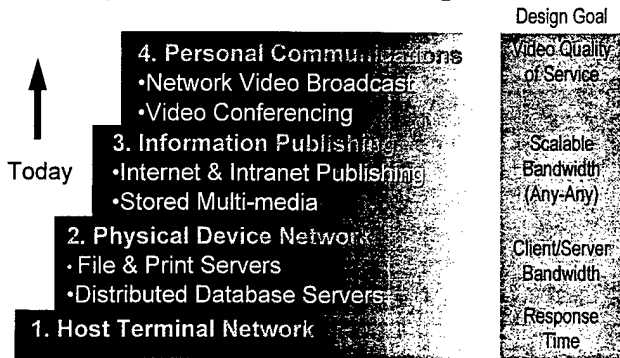 Design Goal
4. Personal Communications
•Network Video Broadcast
•Video Conferencing
Video Quality
of Service
3. Information Publishing
•Internet & Intranet Publishing
•Stored Multi-media
Scalable
Bandwidth
(Any-Any)
Today
2. Physical Device Network
•File & Print Servers
•Distributed Database Servers
Client/Server
Bandwidth
1. Host Terminal Network
Response
Time